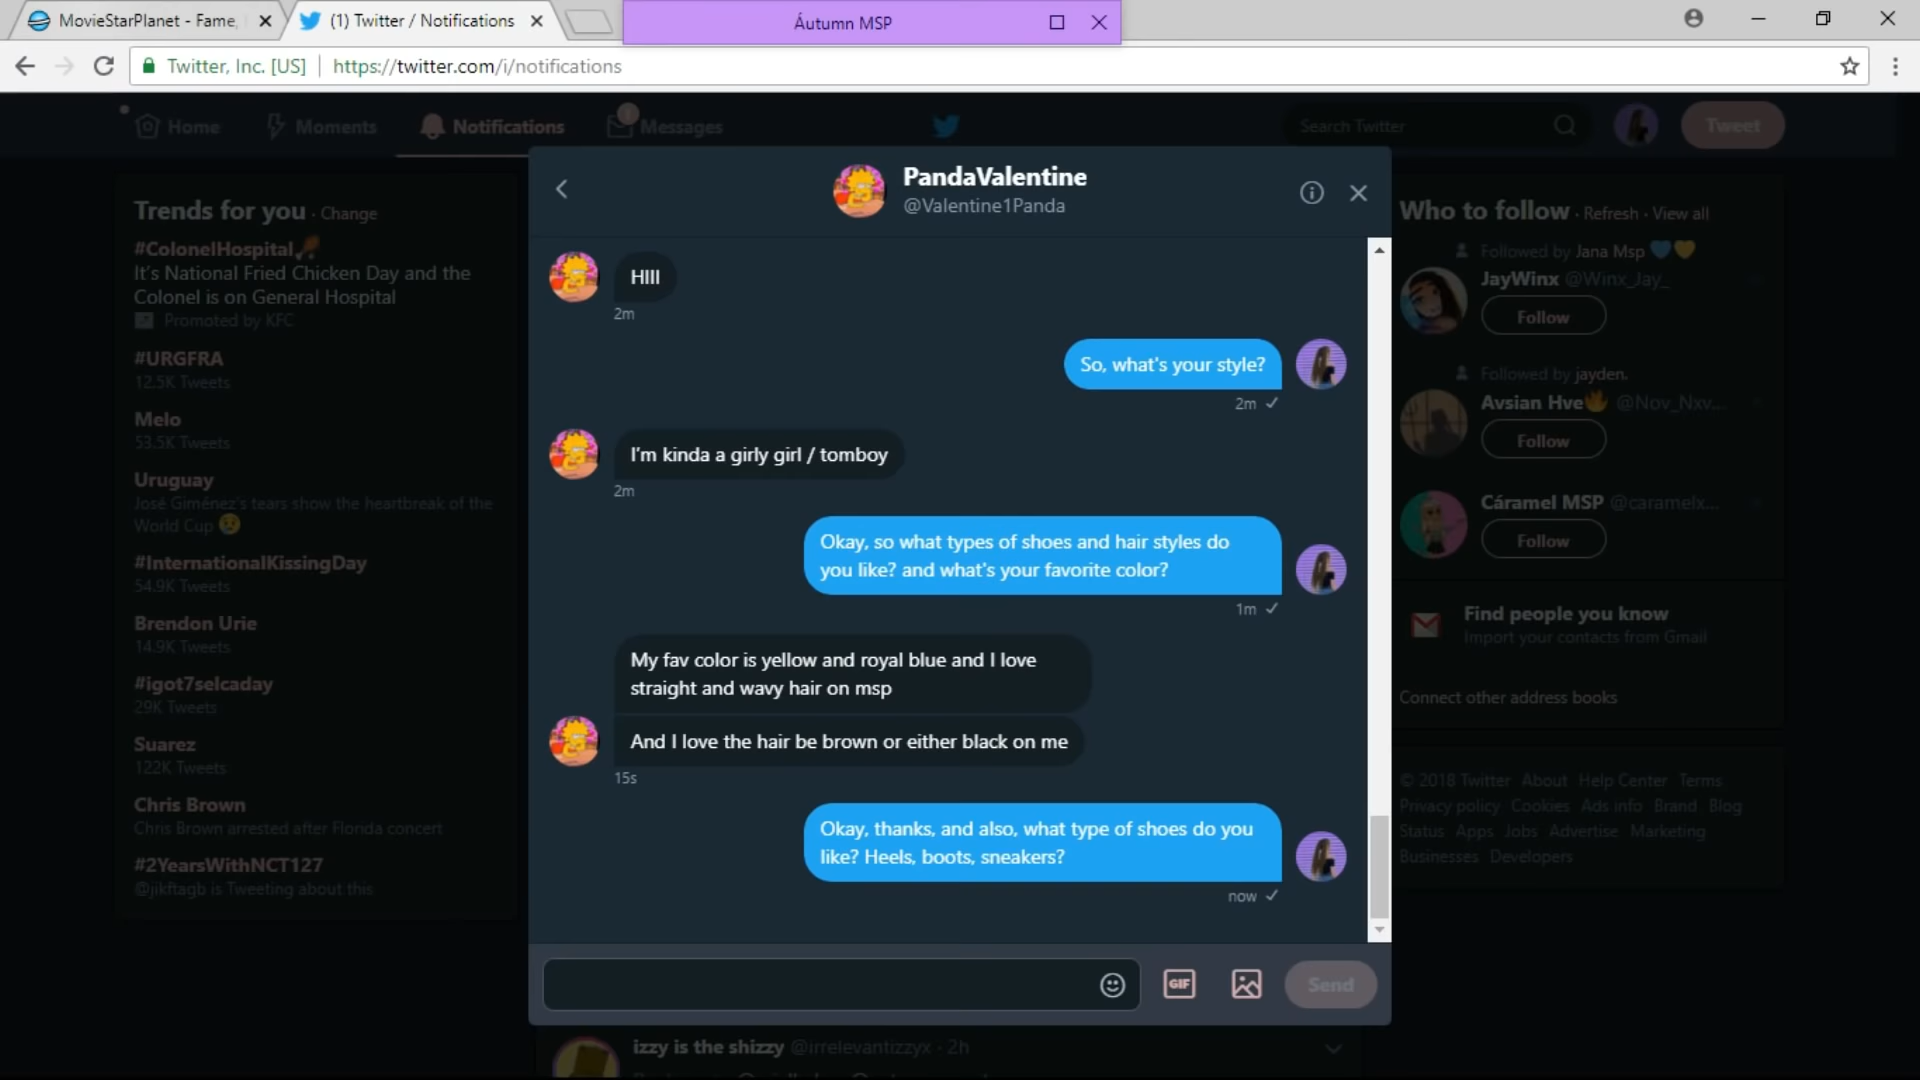 MovieStarPlanet - Fame,
(1) Twitter / Notifications
Áutumn MSP
Twitter, Inc. [US]
https://twitter.com/i/notifications
Home
Moments
Notifications
1
Messages
Search Twitter
Tweet
Trends for you · Change
#ColonelHospital
It's National Fried Chicken Day and the
Colonel is on General Hospital
Promoted by KFC
#URGFRA
12.5K Tweets
Melo
53.5K Tweets
Uruguay
José Giménez's tears show the heartbreak of the
World Cup 😢
#InternationalKissingDay
54.9K Tweets
Brendon Urie
14.9K Tweets
#igot7selcaday
29K Tweets
Suarez
122K Tweets
Chris Brown
Chris Brown arrested after Florida concert
#2YearsWithNCT127
@jikftagb is Tweeting about this
PandaValentine
@Valentine1Panda
HIII
2m
So, what's your style?
2m ✓
I'm kinda a girly girl / tomboy
2m
Okay, so what types of shoes and hair styles do
you like? and what's your favorite color?
1m ✓
My fav color is yellow and royal blue and I love
straight and wavy hair on msp
And I love the hair be brown or either black on me
15s
Okay, thanks, and also, what type of shoes do you
like? Heels, boots, sneakers?
now ✓
GIF
Send
izzy is the shizzy @irrelevantizzyx · 2h
Who to follow · Refresh · View all
Followed by Jana Msp 💙💛
JayWinx @Winx_Jay_
Follow
Followed by jayden.
Avsian Hve🔥 @Nov_Nxv...
Follow
Cáramel MSP @caramelx...
Follow
Find people you know
Import your contacts from Gmail
Connect other address books
© 2018 Twitter About Help Center Terms
Privacy policy Cookies Ads info Brand Blog
Status Apps Jobs Advertise Marketing
Businesses Developers